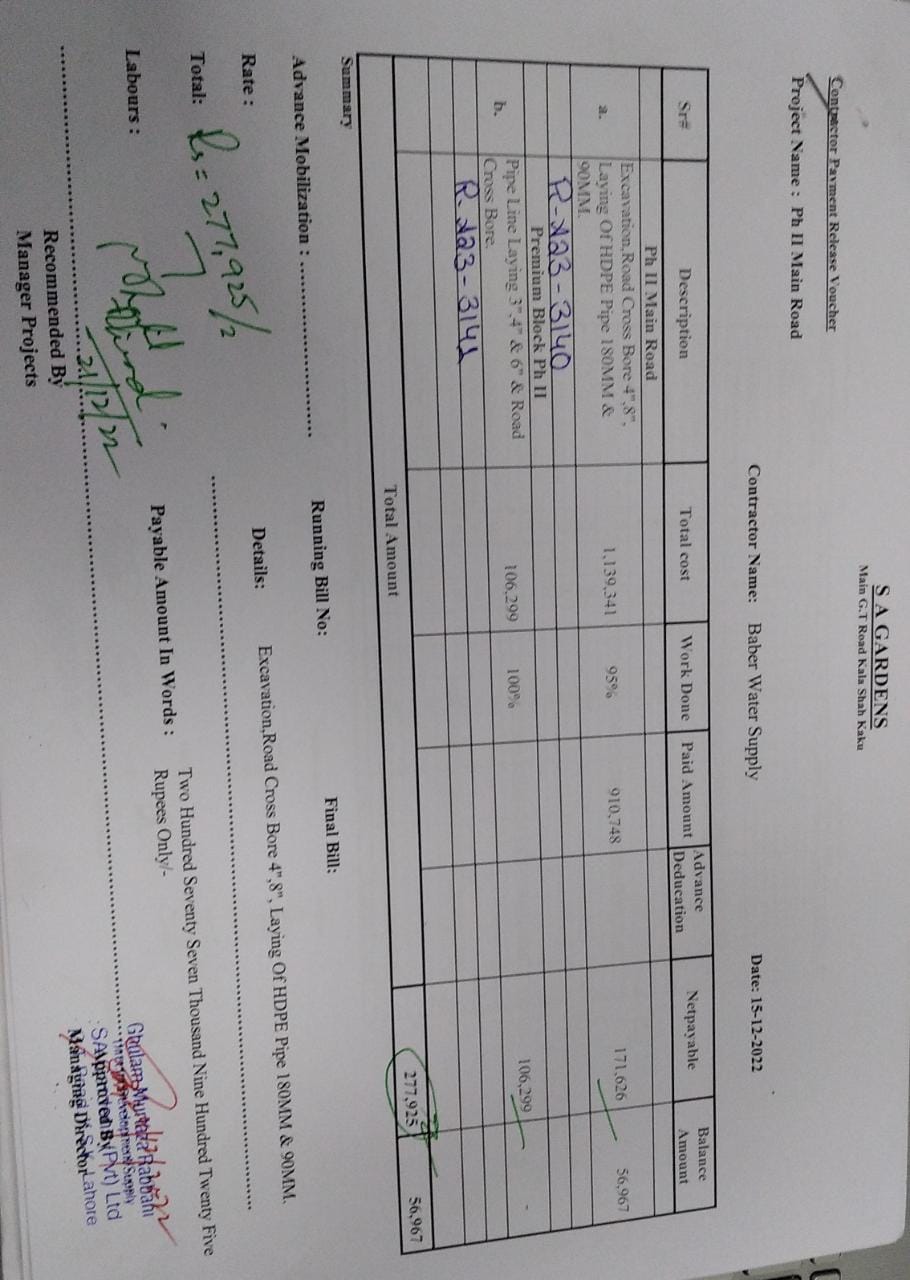 S A GARDENS
Main G.T Road Kala Shah Kaku
Contractor Payment Release Voucher
Project Name : Ph II Main Road
Contractor Name: Baber Water Supply
Date: 15-12-2022
Sr# Description Total cost Work Done Paid Amount Advance Deducation Netpayable Balance Amount
Ph II Main Road
a. Excavation,Road Cross Bore 4",8", 1,139,341 95% 910,748 171,626 56,967
Laying Of HDPE Pipe 180MM &
90MM.
R-223-3140
Premium Block Ph II
b. Pipe Line Laying 3",4" & 6" & Road 106,299 100% 106,299 -
Cross Bore.
R-223-3141
Total Amount 277,925 56,967
Summary
Advance Mobilization : Running Bill No: Final Bill:
Rate : Details: Excavation,Road Cross Bore 4",8", Laying Of HDPE Pipe 180MM & 90MM.
Total: Rs = 277,925/2
Labours : Payable Amount In Words : Two Hundred Seventy Seven Thousand Nine Hundred Twenty Five
Rupees Only/-
21/12/22
Ghulam Murtaza Rabbani
Recommended By
Approved By
(Pvt) Ltd
Manager Projects
Managing Director
Lahore